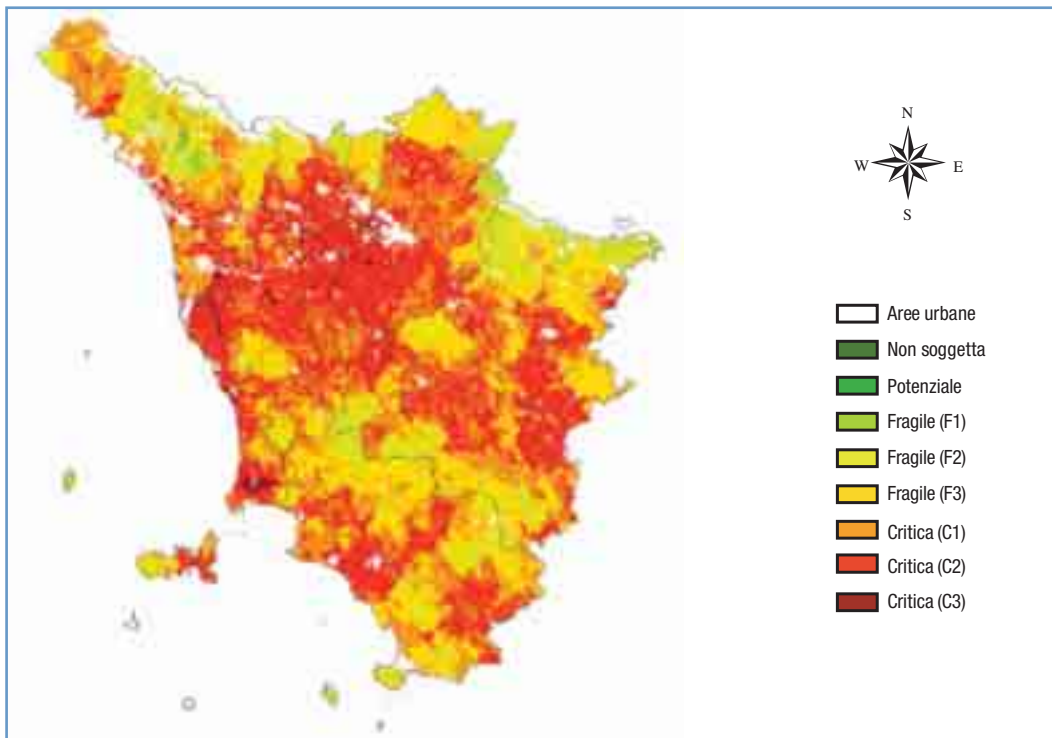 N
W E
S
Aree urbane
Non soggetta
Potenziale
Fragile (F1)
Fragile (F2)
Fragile (F3)
Critica (C1)
Critica (C2)
Critica (C3)